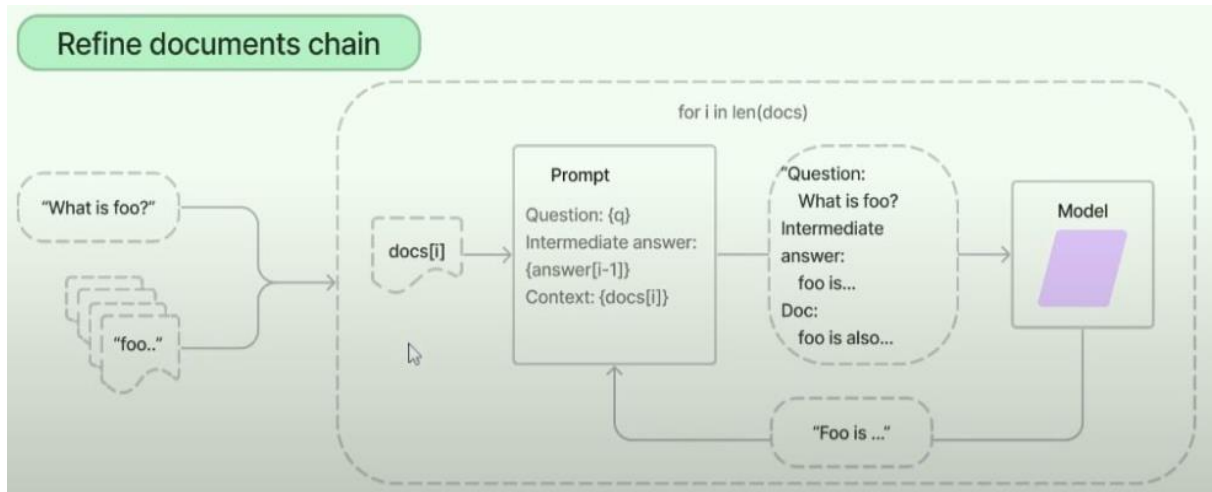 Refine documents chain
for i in len(docs)
"What is foo?"
"foo.."
docs[i]
Prompt
Question: {q}
Intermediate answer:
{answer[i-1]}
Context: {docs[i]}
"Question:
What is foo?
Intermediate
answer:
foo is...
Doc:
foo is also...
Model
"Foo is ..."